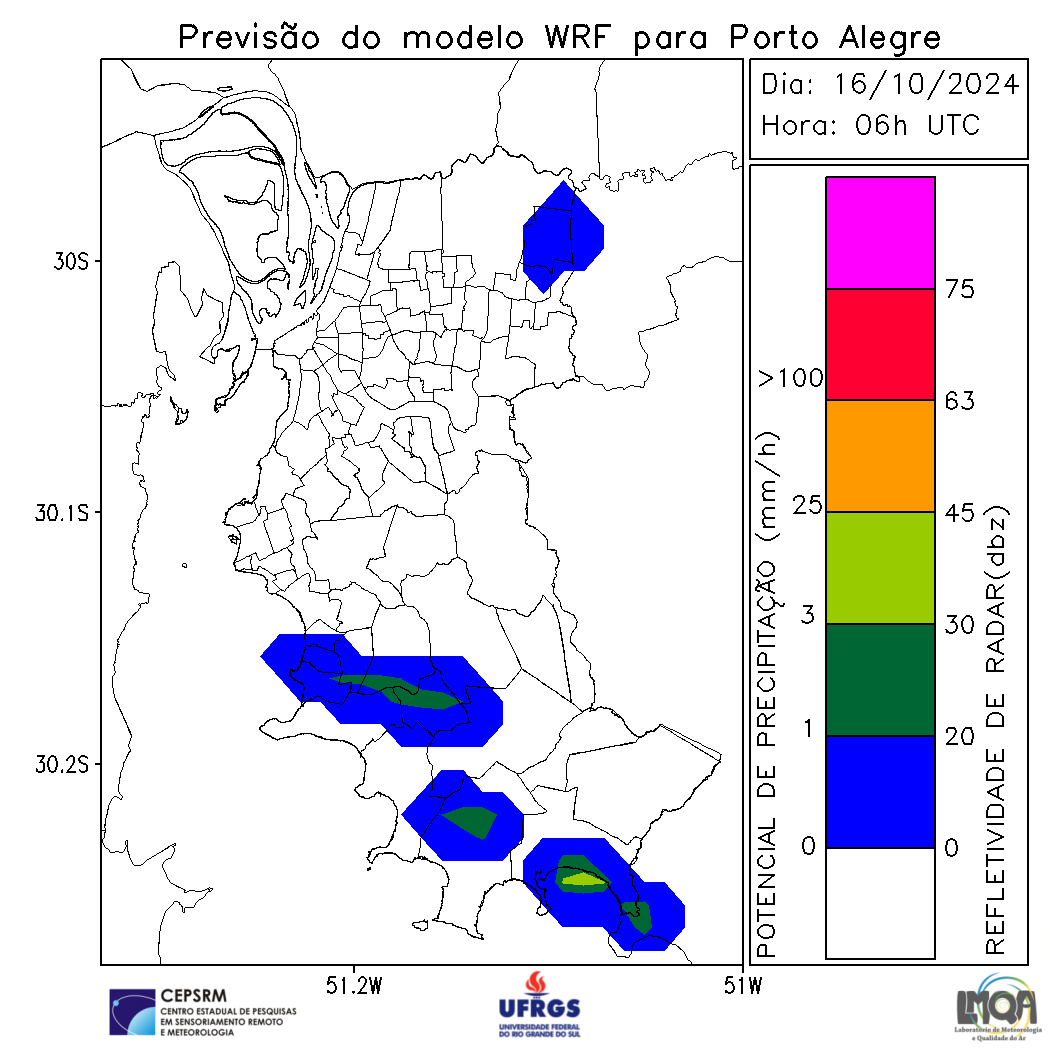 Previsão do modelo WRF para Porto Alegre
Dia: 16/10/2024
Hora: 06h UTC
30S
30.1S
30.2S
51.2W
51W
POTENCIAL DE PRECIPITAÇÃO (mm/h)
>100
25
3
1
0
75
63
45
30
20
0
REFLETIVIDADE DE RADAR(dbz)
CEPSRM
CENTRO ESTADUAL DE PESQUISAS
EM SENSORIAMENTO REMOTO
E METEOROLOGIA
UFRGS
UNIVERSIDADE FEDERAL
DO RIO GRANDE DO SUL
LMQA
Laboratório de Meteorologia
e Qualidade do Ar